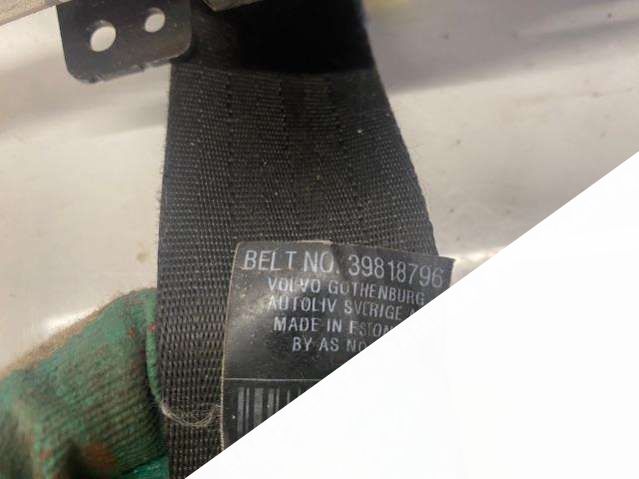 BELT NO. 39818796
VOLVO GOTHENBURG
AUTOLIV SVERIGE
MADE IN
BY AS